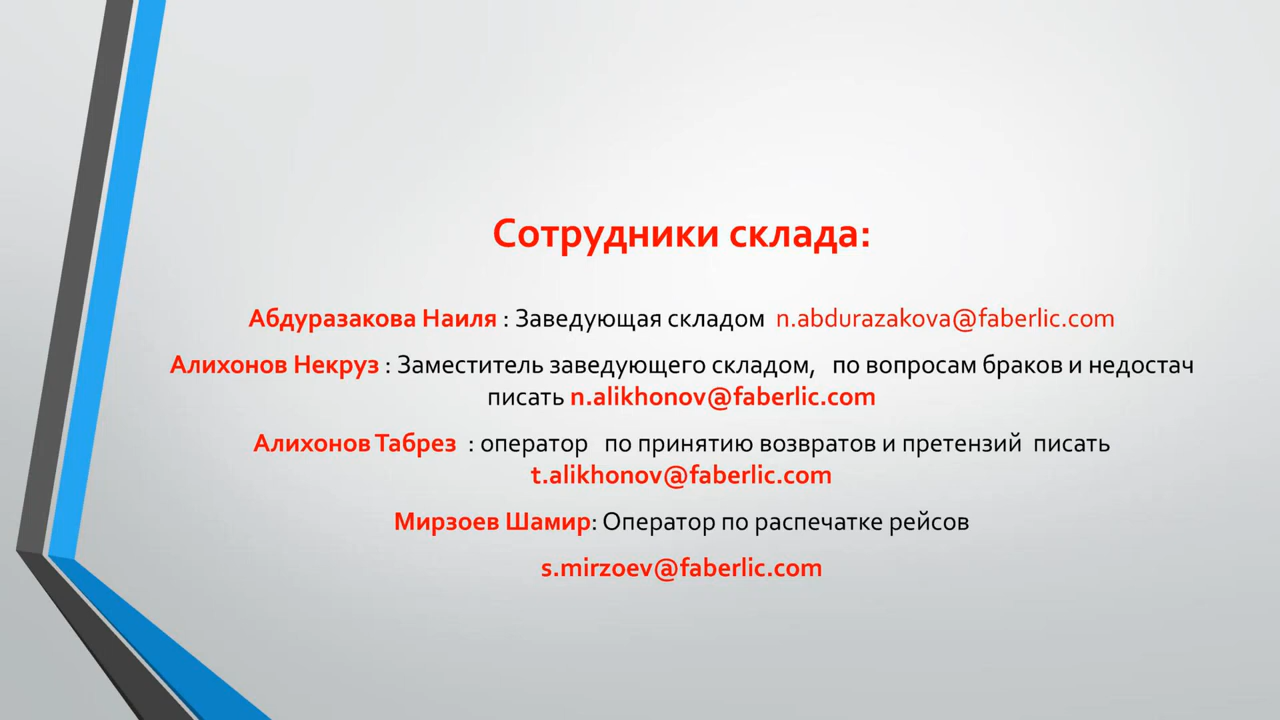 Сотрудники склада:
Абдуразакова Наиля : Заведующая складом n.abdurazakova@faberlic.com
Алихонов Некруз : Заместитель заведующего складом, по вопросам браков и недостач
писать n.alikhonov@faberlic.com
Алихонов Табрез : оператор по принятию возвратов и претензий писать
t.alikhonov@faberlic.com
Мирзоев Шамир: Оператор по распечатке рейсов
s.mirzoev@faberlic.com